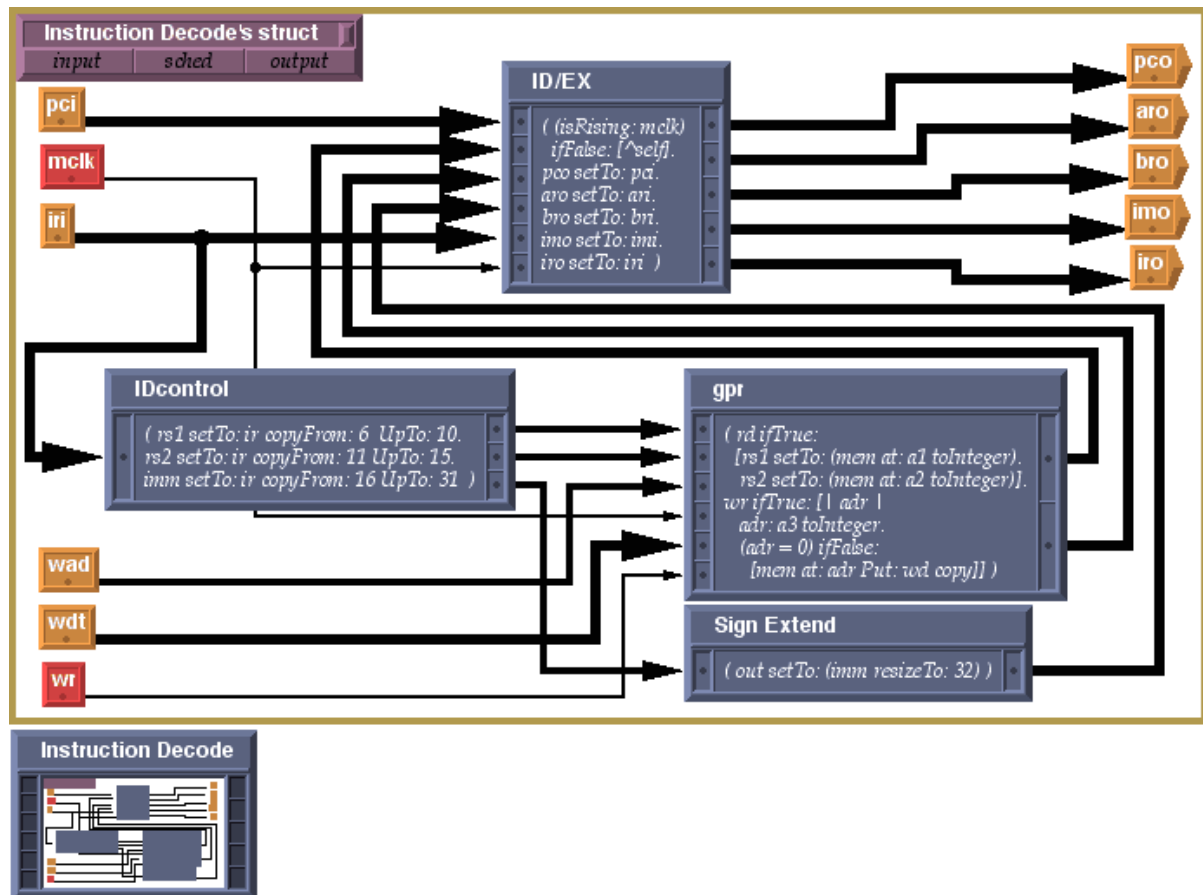 Instruction Decode's struct
input sched output
pci
mclk
iri
ID/EX
( (isRising: mclk)
ifFalse: [^self].
pco setTo: pci.
aro setTo: ari.
bro setTo: bri.
imo setTo: imi.
iro setTo: iri )
pco
aro
bro
imo
iro
IDcontrol
( rs1 setTo: ir copyFrom: 6 UpTo: 10.
rs2 setTo: ir copyFrom: 11 UpTo: 15.
imm setTo: ir copyFrom: 16 UpTo: 31 )
gpr
( rd ifTrue:
[rs1 setTo: (mem at: a1 toInteger).
rs2 setTo: (mem at: a2 toInteger)].
wr ifTrue: [ | adr |
adr: a3 toInteger.
(adr = 0) ifFalse:
[mem at: adr Put: wd copy]] )
wad
wdt
wr
Sign Extend
( out setTo: (imm resizeTo: 32) )
Instruction Decode